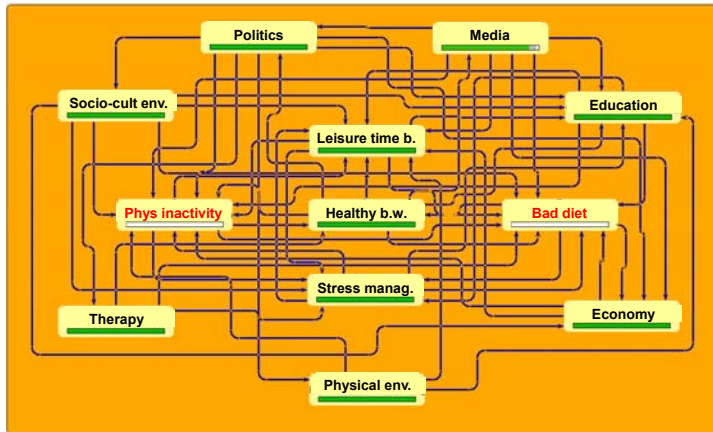 Politics
Media
Socio-cult env.
Education
Leisure time b.
Phys inactivity
Healthy b.w.
Bad diet
Stress manag.
Therapy
Economy
Physical env.